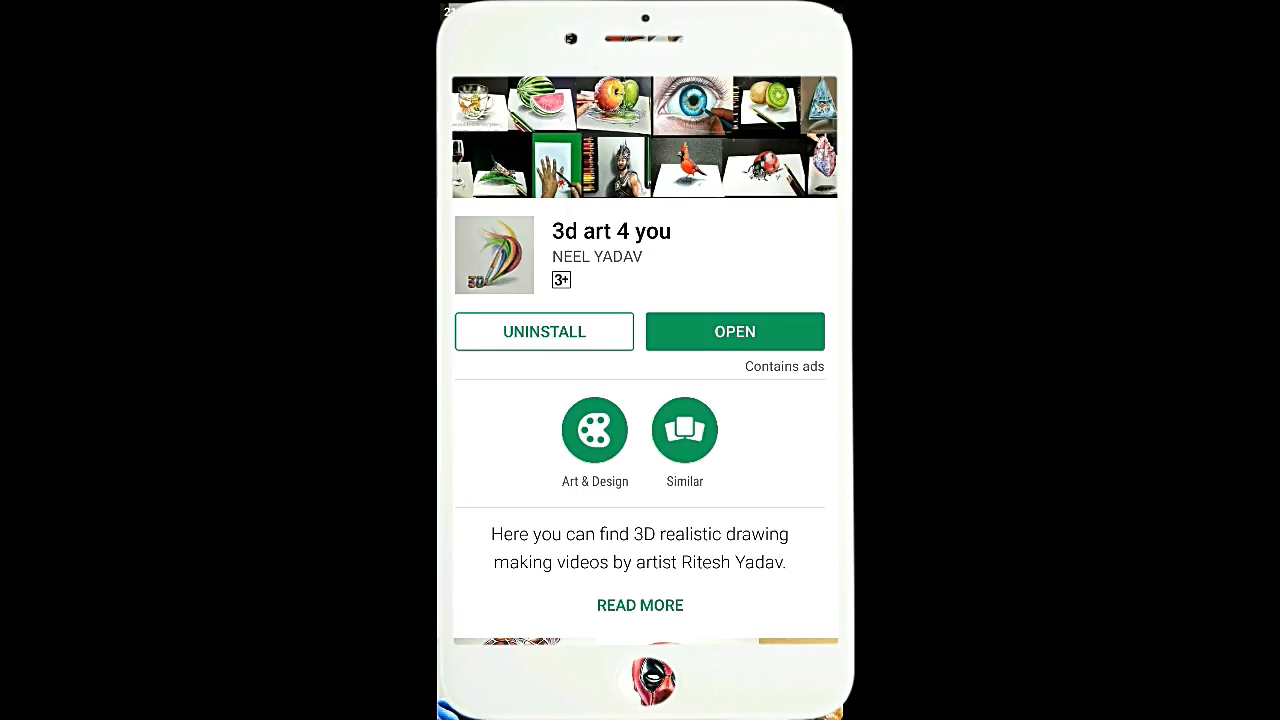 3d art 4 you
NEEL YADAV
3+
UNINSTALL
OPEN
Contains ads
Art & Design
Similar
Here you can find 3D realistic drawing
making videos by artist Ritesh Yadav.
READ MORE
3D